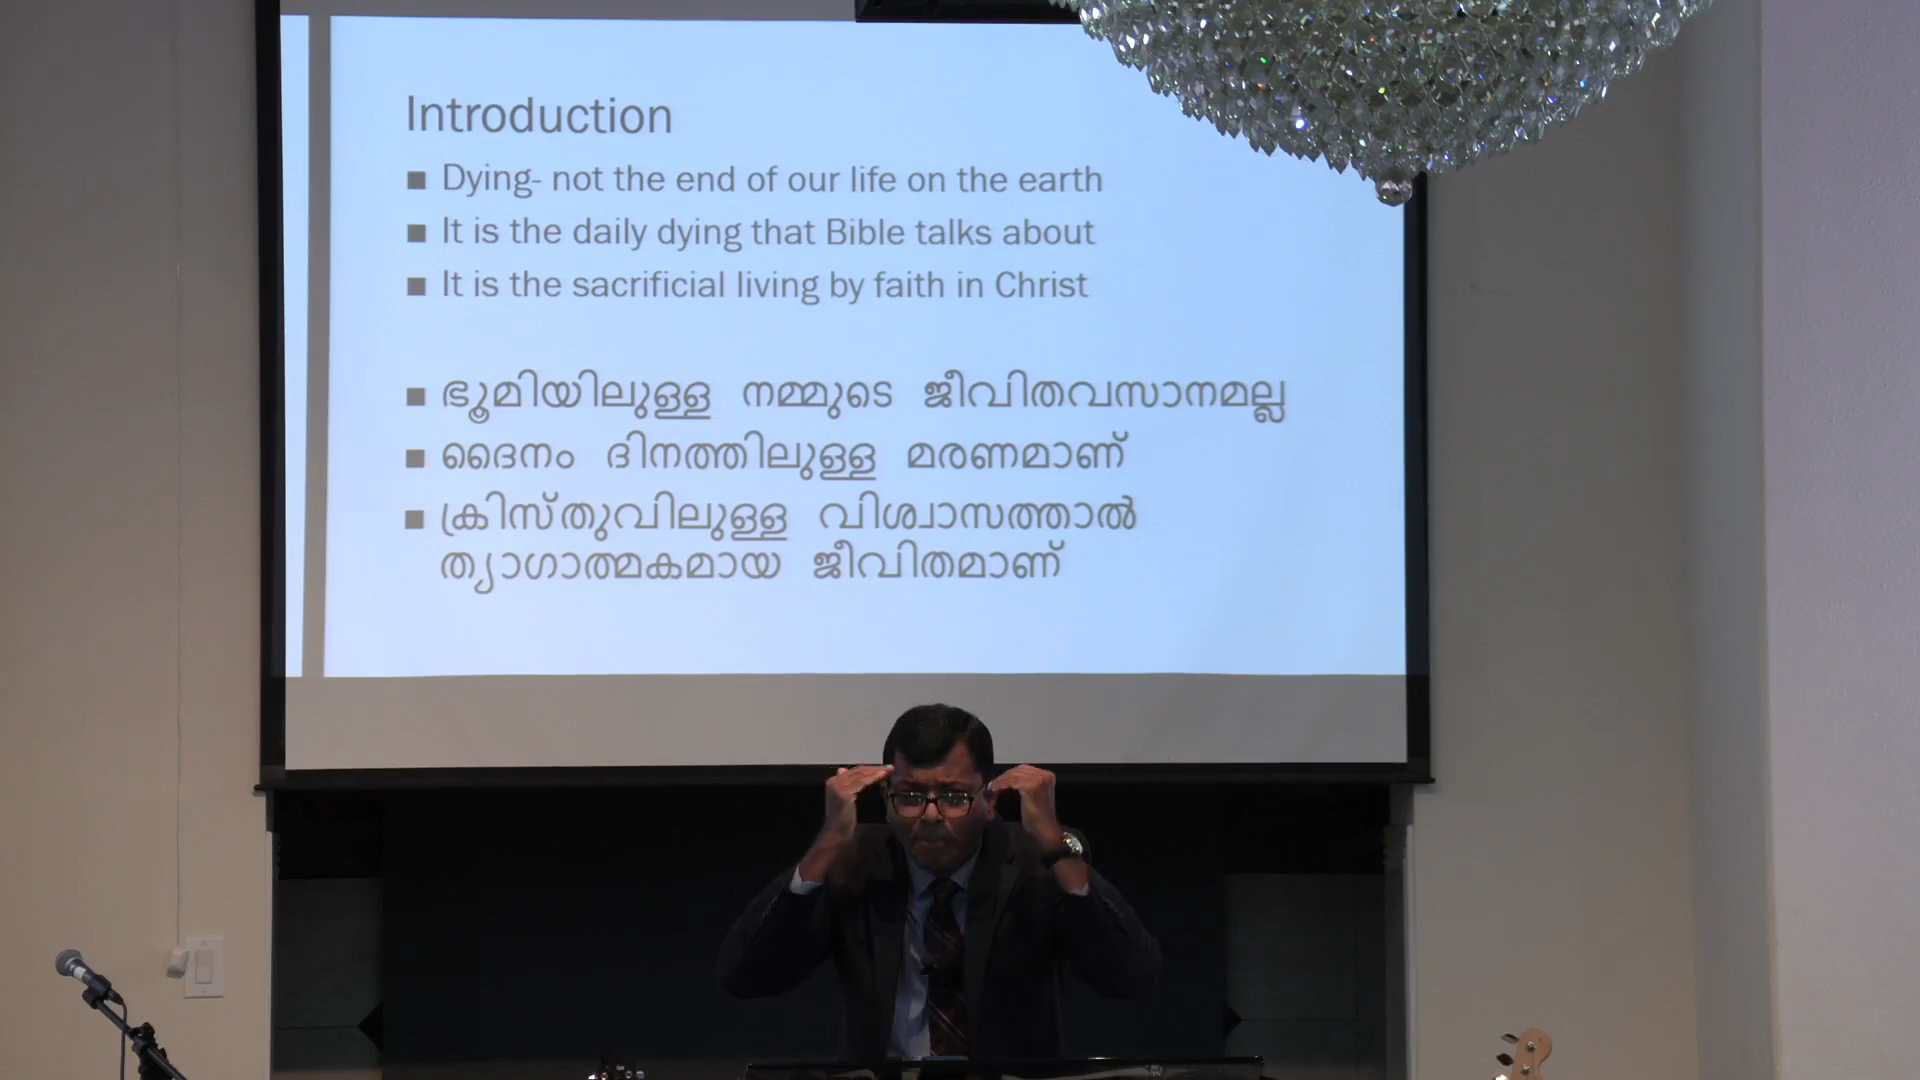 Introduction
■ Dying- not the end of our life on the earth
■ It is the daily dying that Bible talks about
■ It is the sacrificial living by faith in Christ
■ ഭൂമിയിലുള്ള നമ്മുടെ ജീവിതവസാനമല്ല
■ ദൈനം ദിനത്തിലുള്ള മരണമാണ്
■ ക്രിസ്തുവിലുള്ള വിശ്വാസത്താൽ
ത്യാഗാത്മകമായ ജീവിതമാണ്